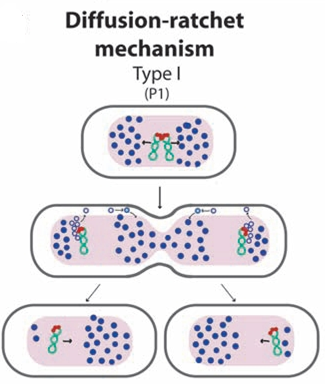 Diffusion-ratchet
mechanism
Type I
(P1)